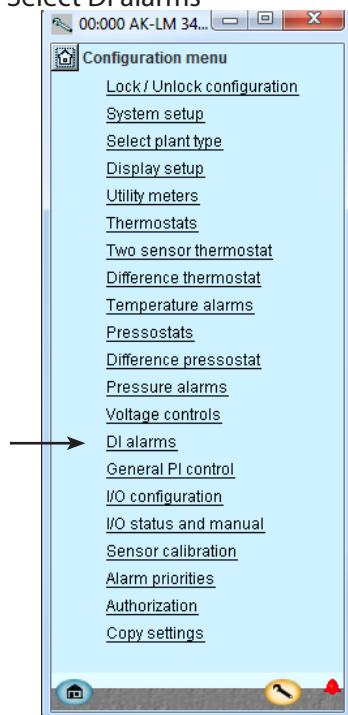 Select DI alarms
00:000 AK-LM 34...
Configuration menu
Lock / Unlock configuration
System setup
Select plant type
Display setup
Utility meters
Thermostats
Two sensor thermostat
Difference thermostat
Temperature alarms
Pressostats
Difference pressostat
Pressure alarms
Voltage controls
DI alarms
General PI control
I/O configuration
I/O status and manual
Sensor calibration
Alarm priorities
Authorization
Copy settings